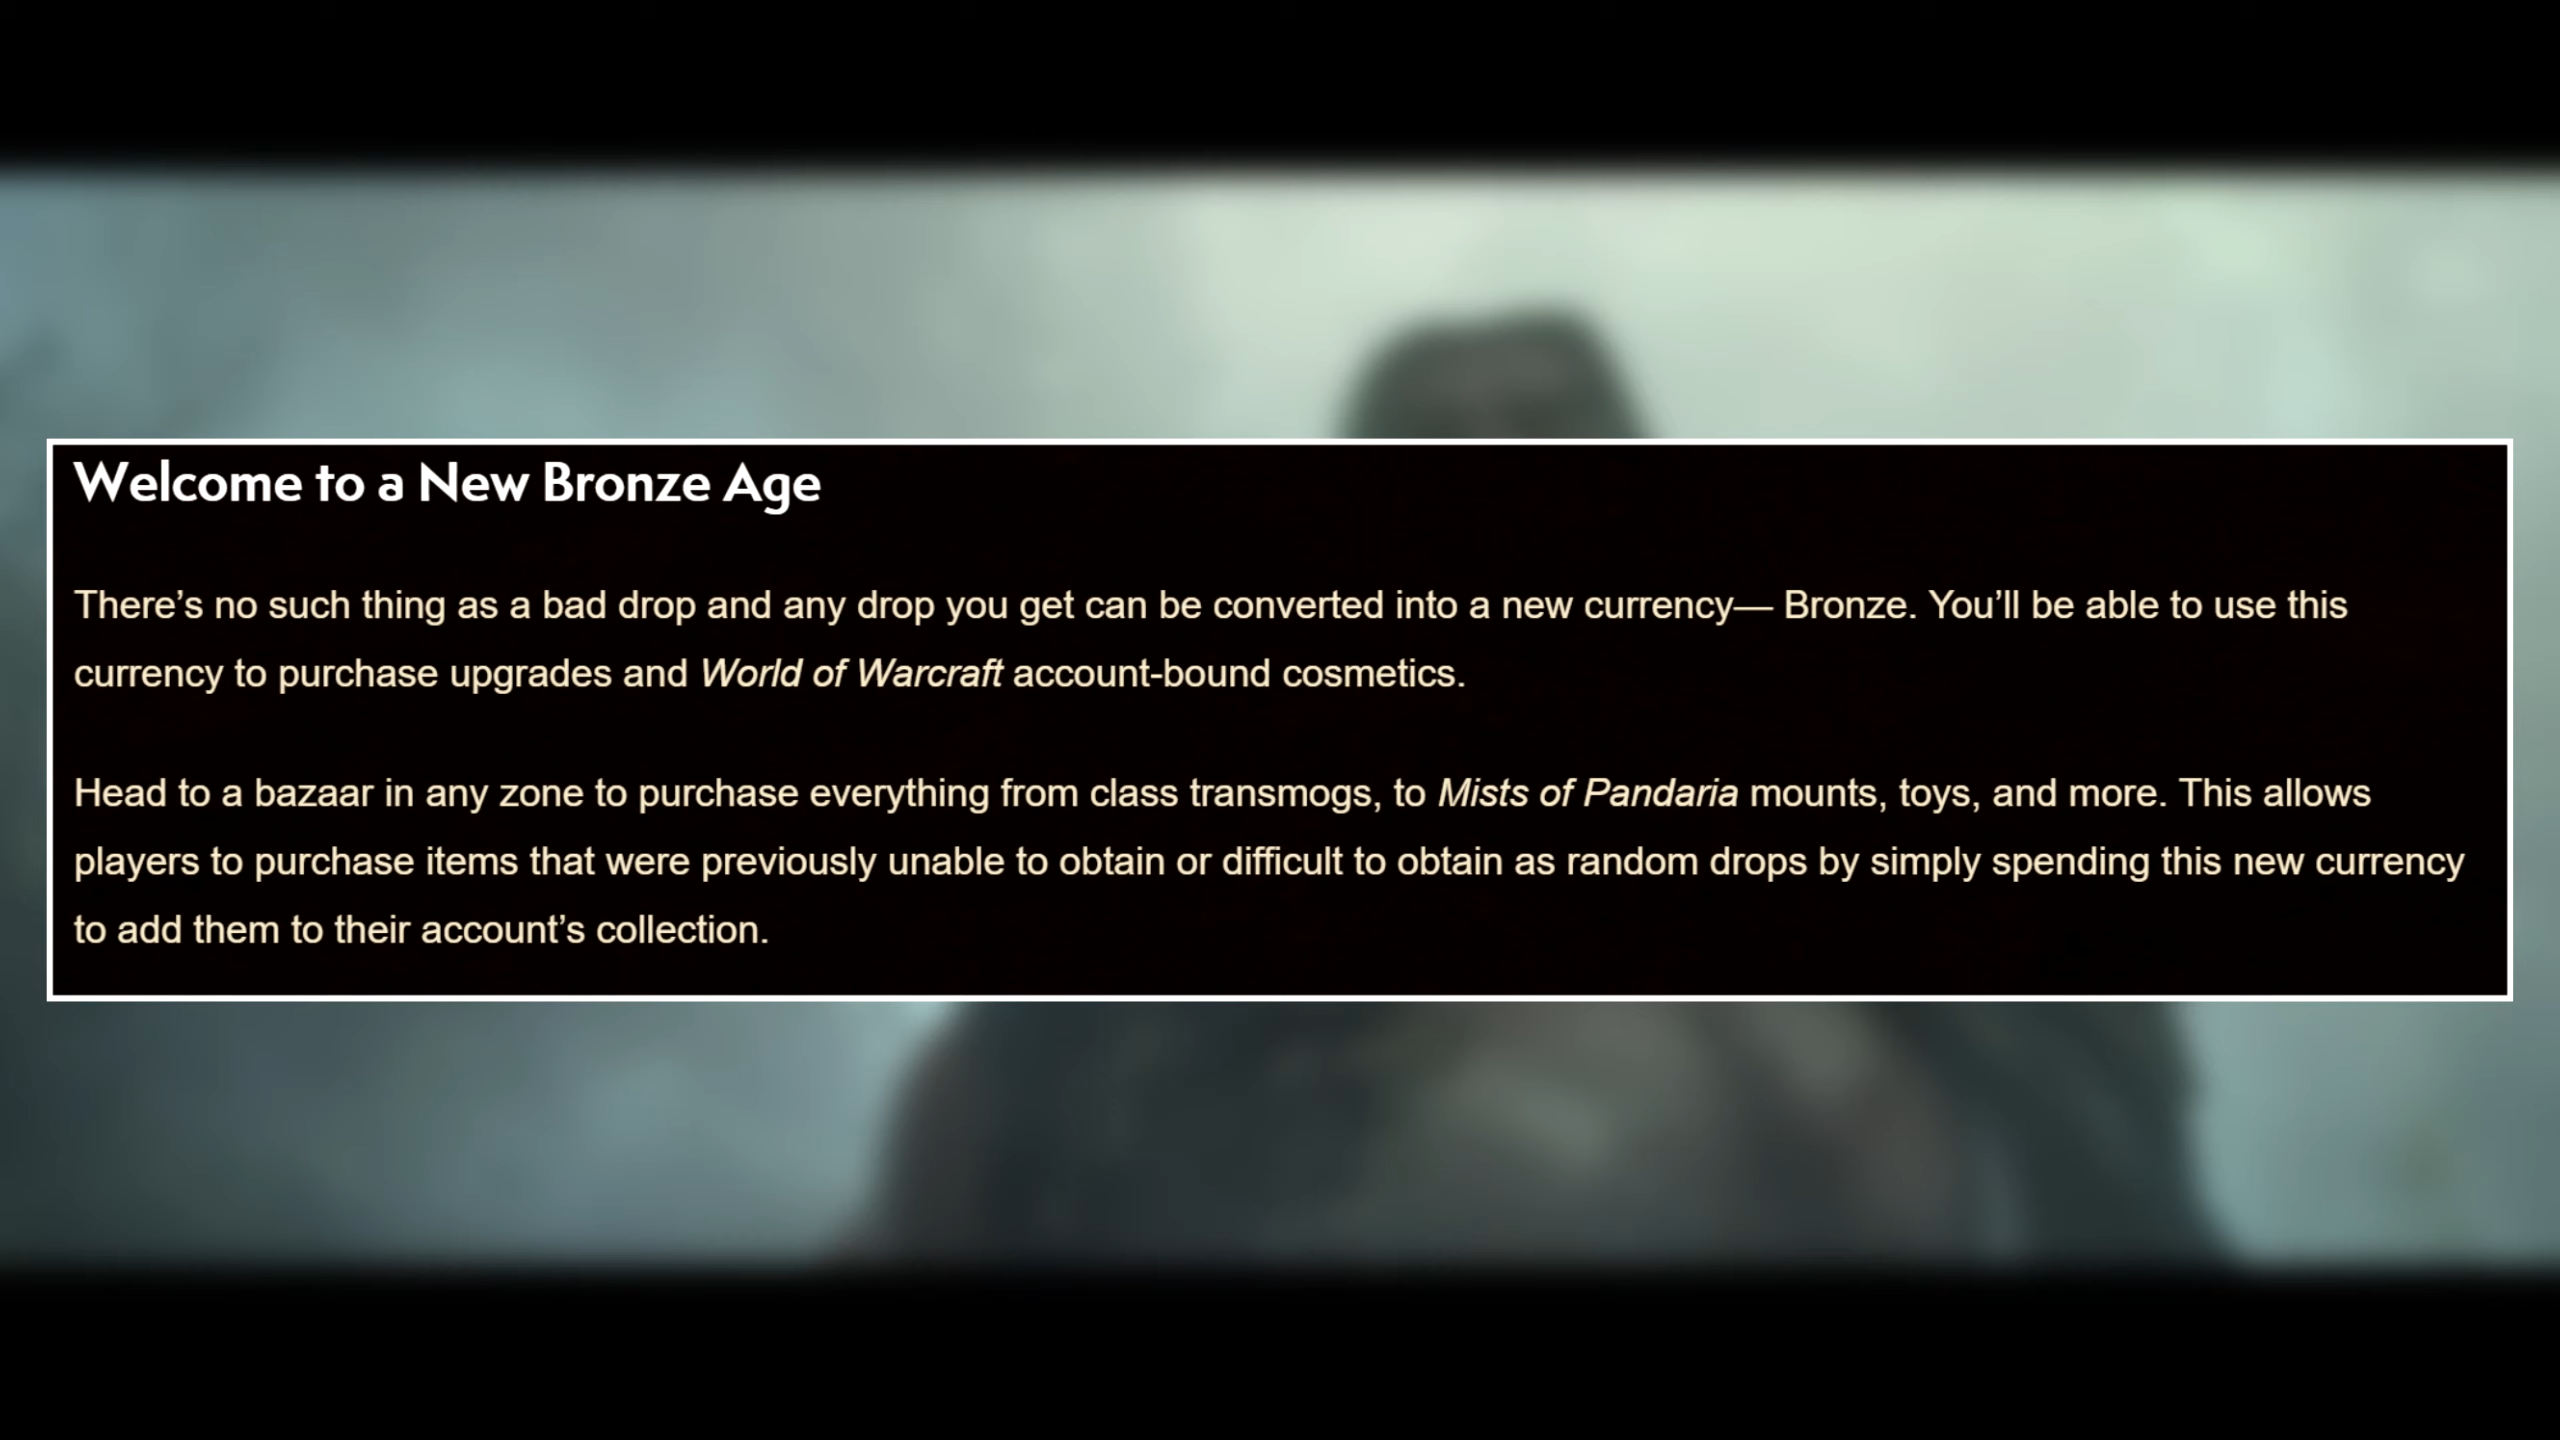 Welcome to a New Bronze Age
There’s no such thing as a bad drop and any drop you get can be converted into a new currency— Bronze. You’ll be able to use this
currency to purchase upgrades and World of Warcraft account-bound cosmetics.
Head to a bazaar in any zone to purchase everything from class transmogs, to Mists of Pandaria mounts, toys, and more. This allows
players to purchase items that were previously unable to obtain or difficult to obtain as random drops by simply spending this new currency
to add them to their account’s collection.